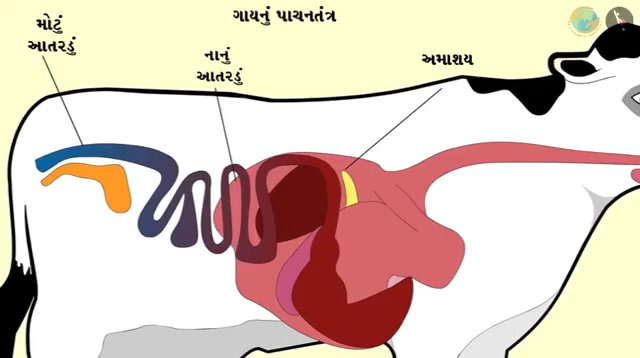 ગાયનું પાચનતંત્ર
મોટું
આતરડું
નાનું
આતરડું
અમાશય